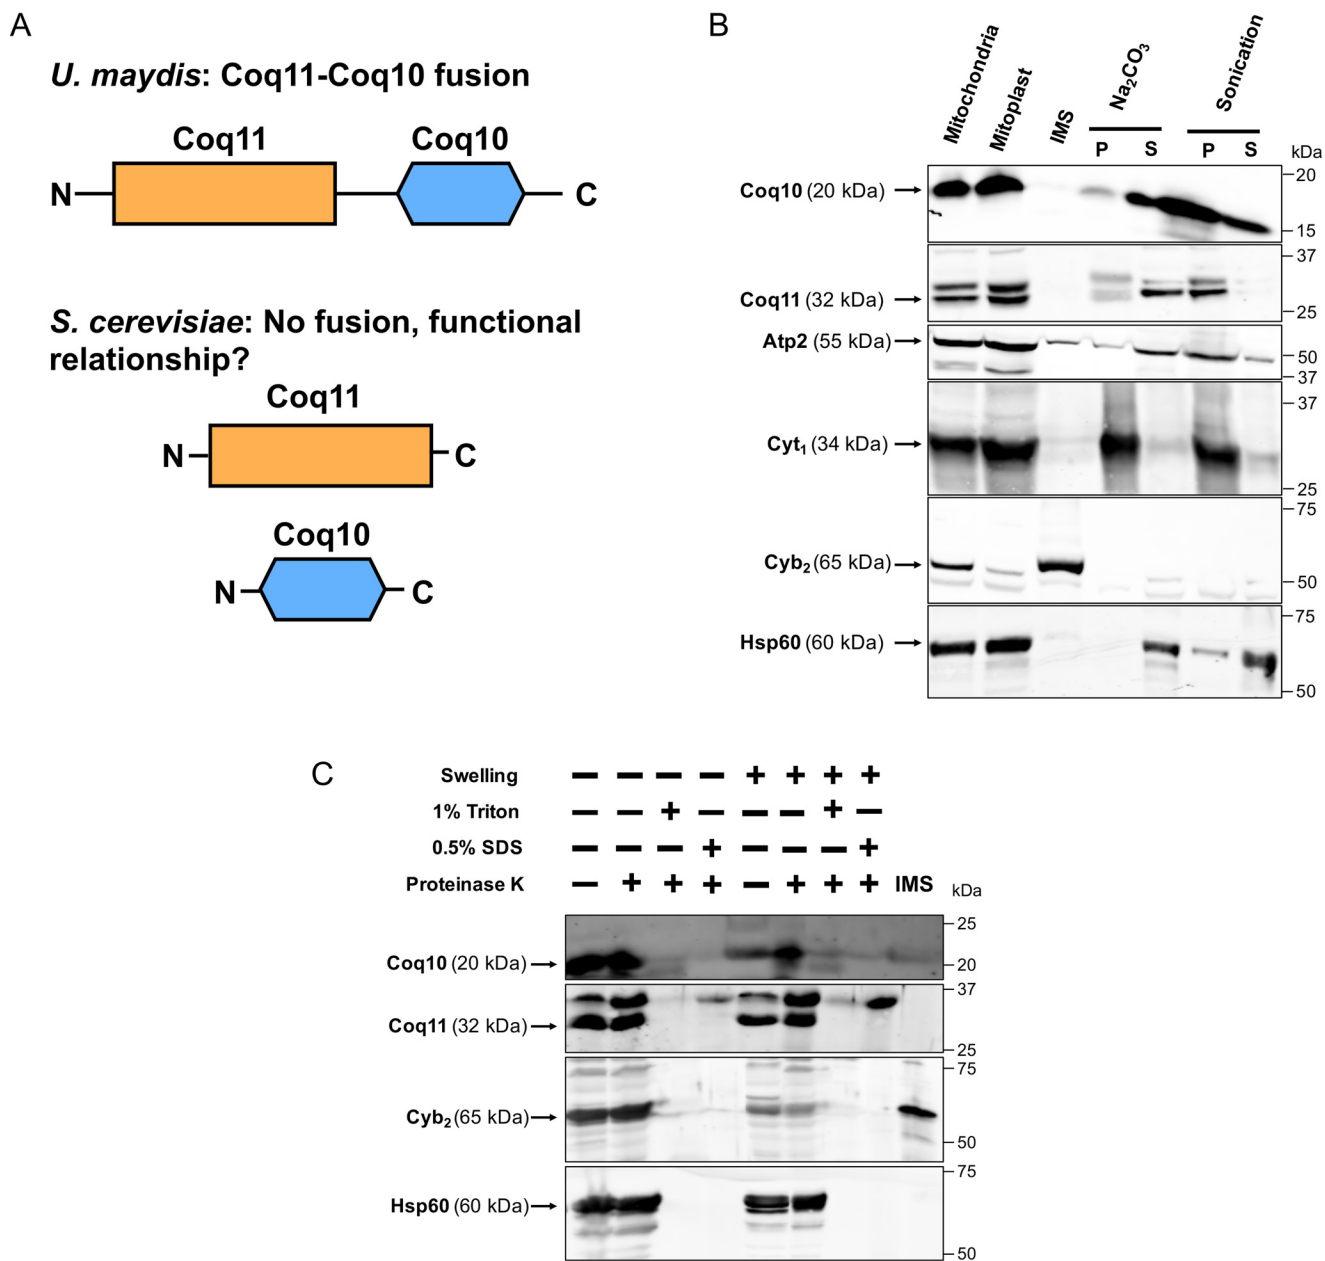 A
U. maydis: Coq11-Coq10 fusion
Coq11
Coq10
N
C
S. cerevisiae: No fusion, functional
relationship?
Coq11
N
C
Coq10
N
C
B
Mitochondria
Mitoplast
IMS
Na₂CO₃
Sonication
P
S
P
S
kDa
Coq10 (20 kDa)
20
15
Coq11 (32 kDa)
37
25
Atp2 (55 kDa)
50
37
Cyt₁ (34 kDa)
37
25
Cyb₂ (65 kDa)
75
50
Hsp60 (60 kDa)
75
50
C
Swelling − − − − + + + +
1% Triton − − + − − − + −
0.5% SDS − − − + − − − +
Proteinase K − + + + − + + + IMS
kDa
Coq10 (20 kDa)
25
20
Coq11 (32 kDa)
37
25
Cyb₂ (65 kDa)
75
50
Hsp60 (60 kDa)
75
50